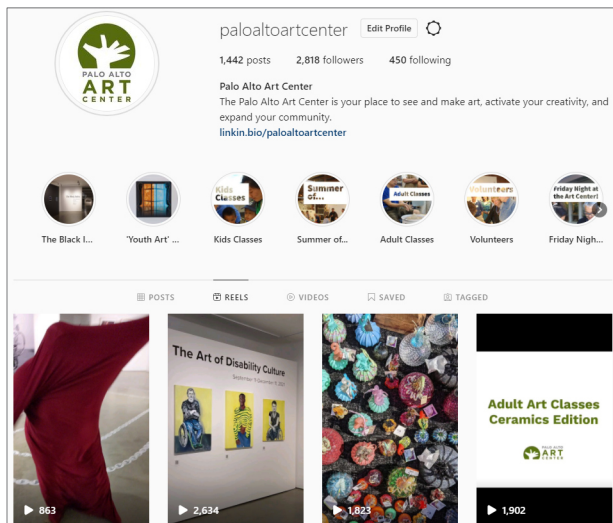 PALO ALTO
ART
CENTER
paloaltoartcenter Edit Profile
1,442 posts 2,818 followers 450 following
Palo Alto Art Center
The Palo Alto Art Center is your place to see and make art, activate your creativity, and
expand your community.
linkin.bio/paloaltoartcenter
Kids
Classes
Summer
of...
Adult Classes
Volunteers
Friday Night at
the Art Center!
The Black I...
'Youth Art' ...
Kids Classes
Summer of...
Adult Classes
Volunteers
Friday Nigh...
POSTS REELS VIDEOS SAVED TAGGED
The Art of Disability Culture
Adult Art Classes
Ceramics Edition
PALO ALTO
ART
CENTER
863 2,634 1,823 1,902